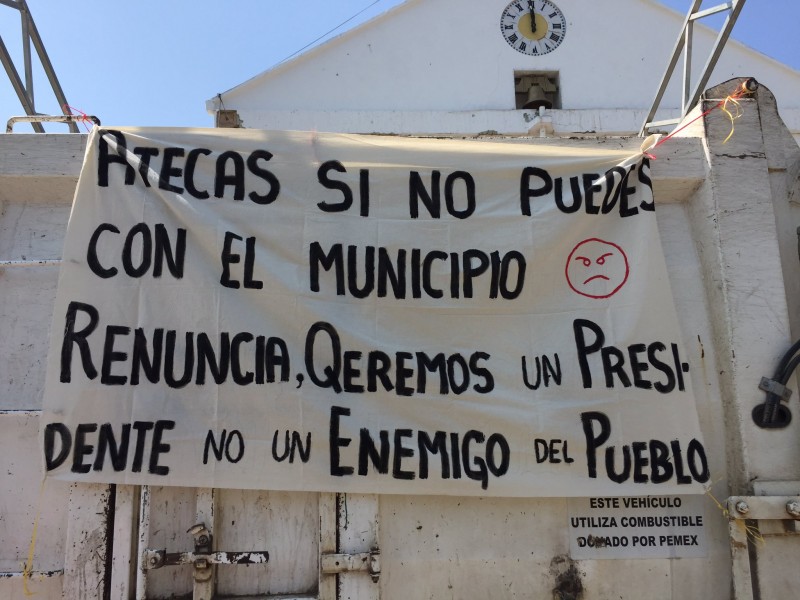 ATECAS SI NO PUEDES
CON EL MUNICIPIO
RENUNCIA, QEREMOS UN PRESI-
DENTE NO UN ENEMIGO DEL PUEBLO
ESTE VEHÍCULO
UTILIZA COMBUSTIBLE
DONADO POR PEMEX